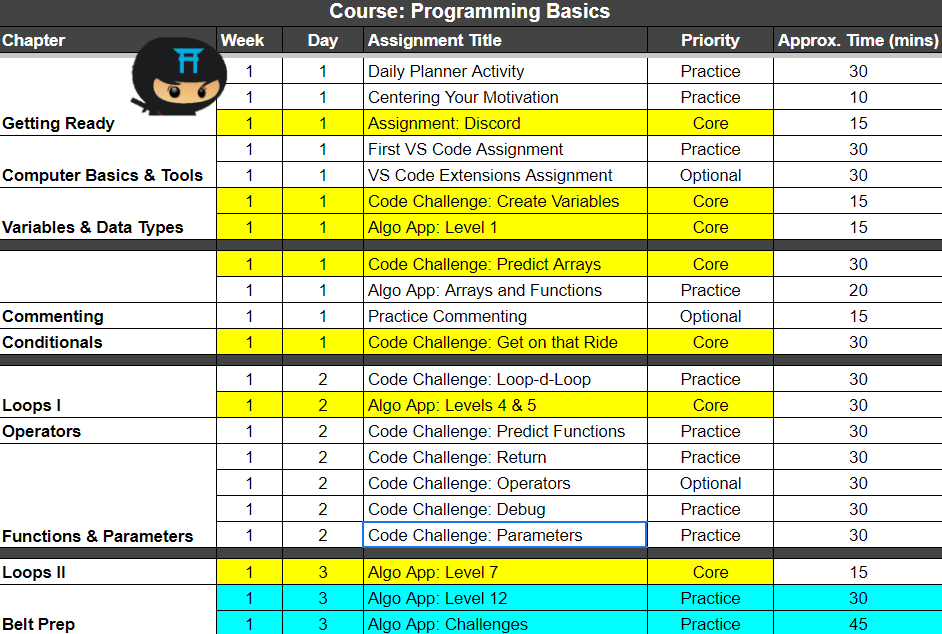 Course: Programming Basics
Chapter Week Day Assignment Title Priority Approx. Time (mins)
1 1 Daily Planner Activity Practice 30
1 1 Centering Your Motivation Practice 10
Getting Ready 1 1 Assignment: Discord Core 15
1 1 First VS Code Assignment Practice 30
Computer Basics & Tools 1 1 VS Code Extensions Assignment Optional 30
1 1 Code Challenge: Create Variables Core 15
Variables & Data Types 1 1 Algo App: Level 1 Core 15
1 1 Code Challenge: Predict Arrays Core 30
1 1 Algo App: Arrays and Functions Practice 20
Commenting 1 1 Practice Commenting Optional 15
Conditionals 1 1 Code Challenge: Get on that Ride Core 30
1 2 Code Challenge: Loop-d-Loop Practice 30
Loops I 1 2 Algo App: Levels 4 & 5 Core 30
Operators 1 2 Code Challenge: Predict Functions Practice 30
1 2 Code Challenge: Return Practice 30
1 2 Code Challenge: Operators Optional 30
1 2 Code Challenge: Debug Practice 30
Functions & Parameters 1 2 Code Challenge: Parameters Practice 30
Loops II 1 3 Algo App: Level 7 Core 15
1 3 Algo App: Level 12 Practice 30
Belt Prep 1 3 Algo App: Challenges Practice 45